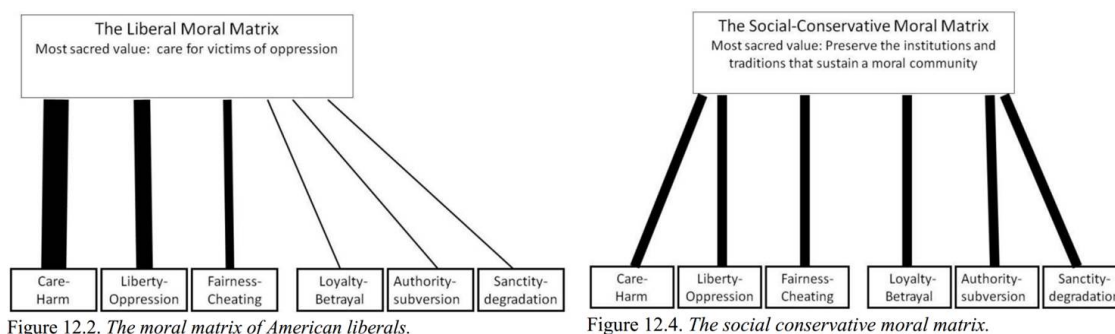 The Liberal Moral Matrix
Most sacred value: care for victims of oppression
Care-
Harm
Liberty-
Oppression
Fairness-
Cheating
Loyalty-
Betrayal
Authority-
subversion
Sanctity-
degradation
Figure 12.2. The moral matrix of American liberals.
The Social-Conservative Moral Matrix
Most sacred value: Preserve the institutions and
traditions that sustain a moral community
Care-
Harm
Liberty-
Oppression
Fairness-
Cheating
Loyalty-
Betrayal
Authority-
subversion
Sanctity-
degradation
Figure 12.4. The social conservative moral matrix.